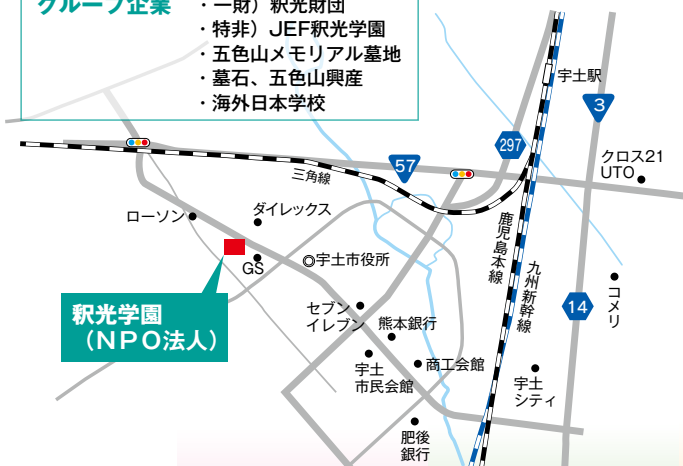 グループ企業
・一財）釈光財団
・特非）JEF釈光学園
・五色山メモリアル墓地
・墓石、五色山興産
・海外日本学校
宇土駅
3
297
クロス21
UTO
57
三角線
ローソン
ダイレックス
鹿児島本線
九州新幹線
GS
◎宇土市役所
コメリ
14
釈光学園
（NPO法人）
セブン
イレブン
熊本銀行
宇土
市民会館
商工会館
宇土
シティ
肥後
銀行